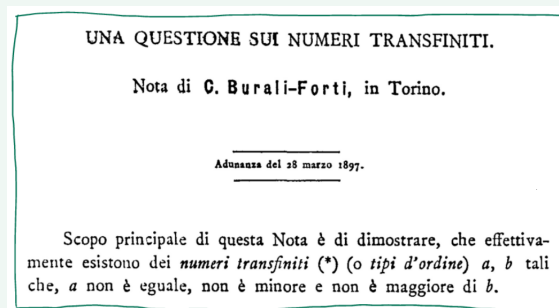 UNA QUESTIONE SUI NUMERI TRANSFINITI.
Nota di C. Burali-Forti, in Torino.
Adunanza del 28 marzo 1897.
Scopo principale di questa Nota è di dimostrare, che effettiva-
mente esistono dei numeri transfiniti (*) (o tipi d'ordine) a, b tali
che, a non è eguale, non è minore e non è maggiore di b.